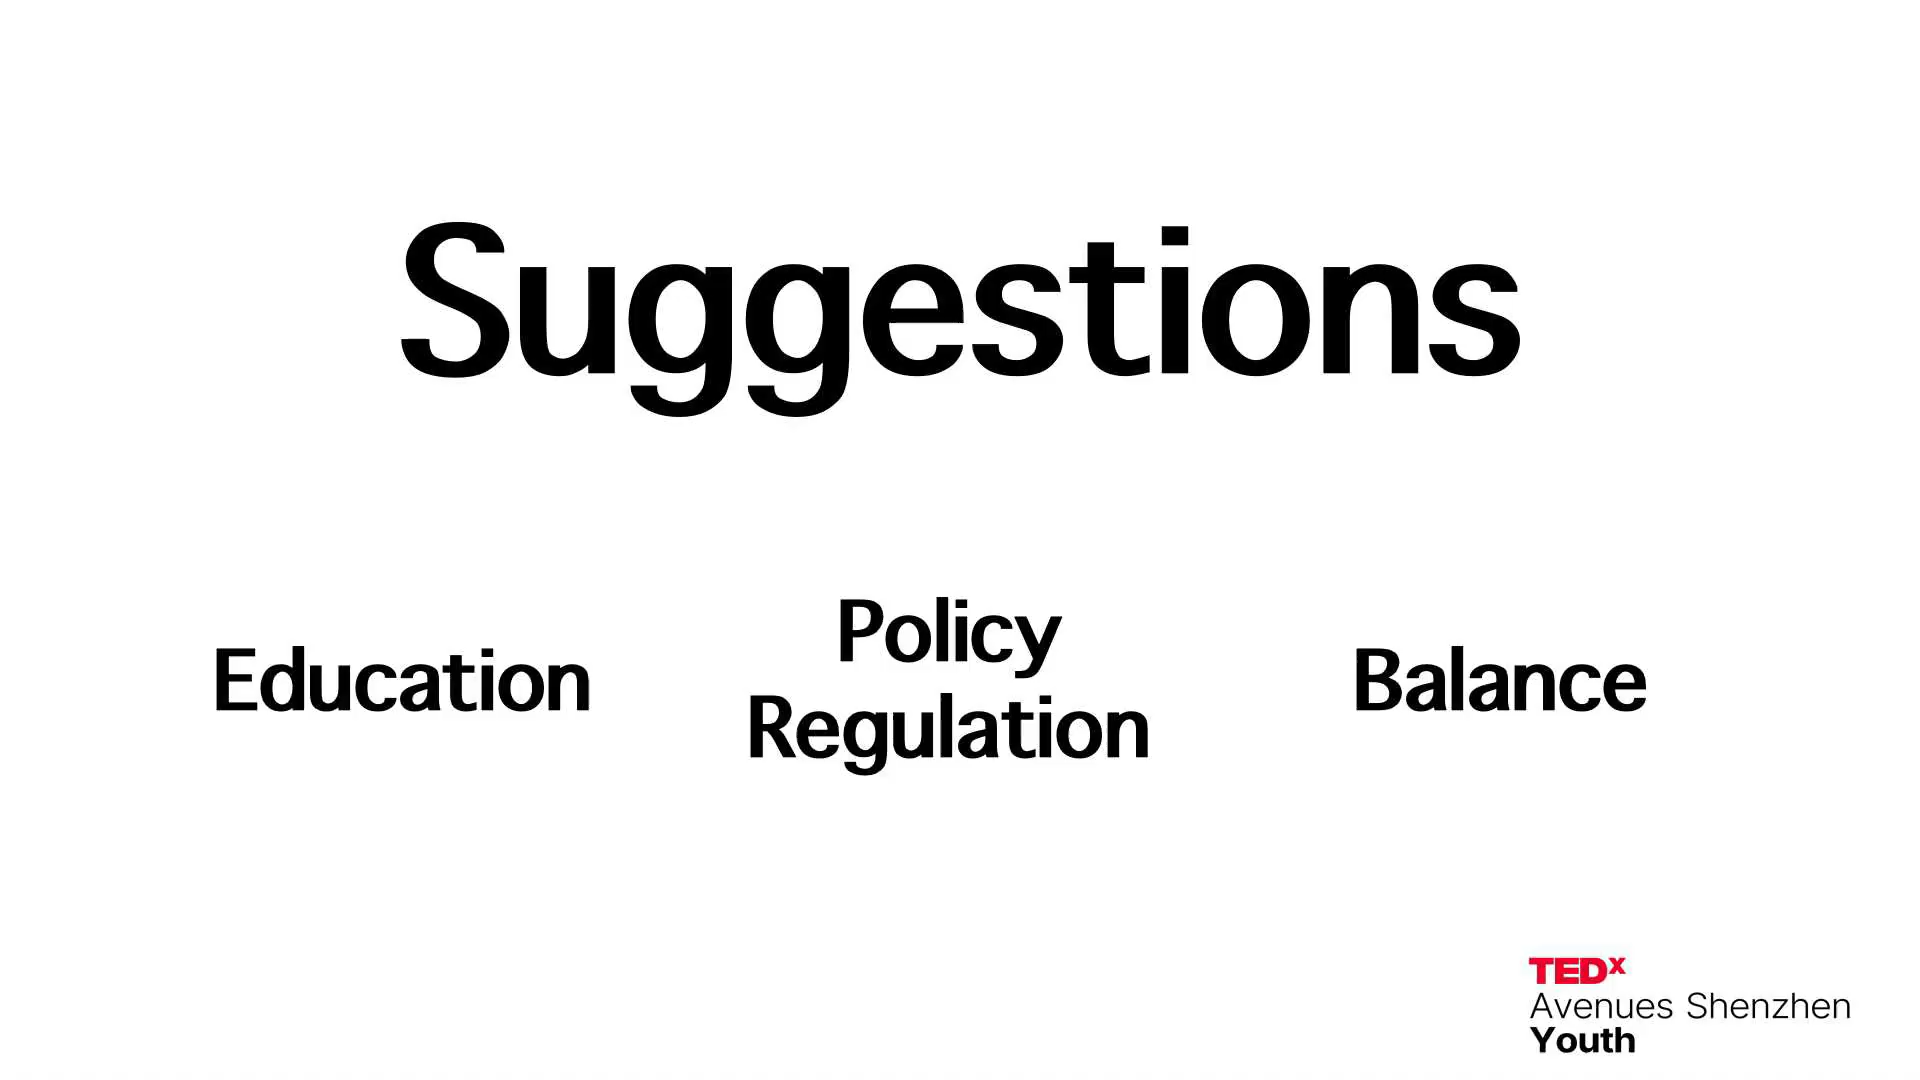 Suggestions
Education
Policy
Regulation
Balance
TEDx
Avenues Shenzhen
Youth